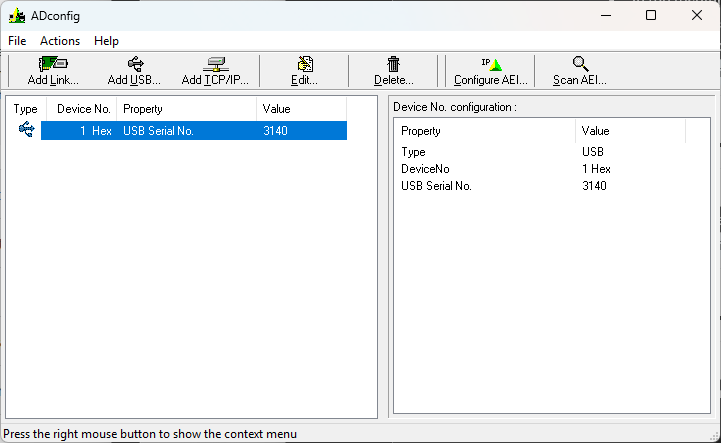 ADconfig
File Actions Help
Add Link... Add USB... Add TCP/IP... Edit... Delete... IP Configure AEI... Scan AEI...
Type Device No. Property Value
1 Hex USB Serial No. 3140
Device No. configuration :
Property Value
Type USB
DeviceNo 1 Hex
USB Serial No. 3140
Press the right mouse button to show the context menu